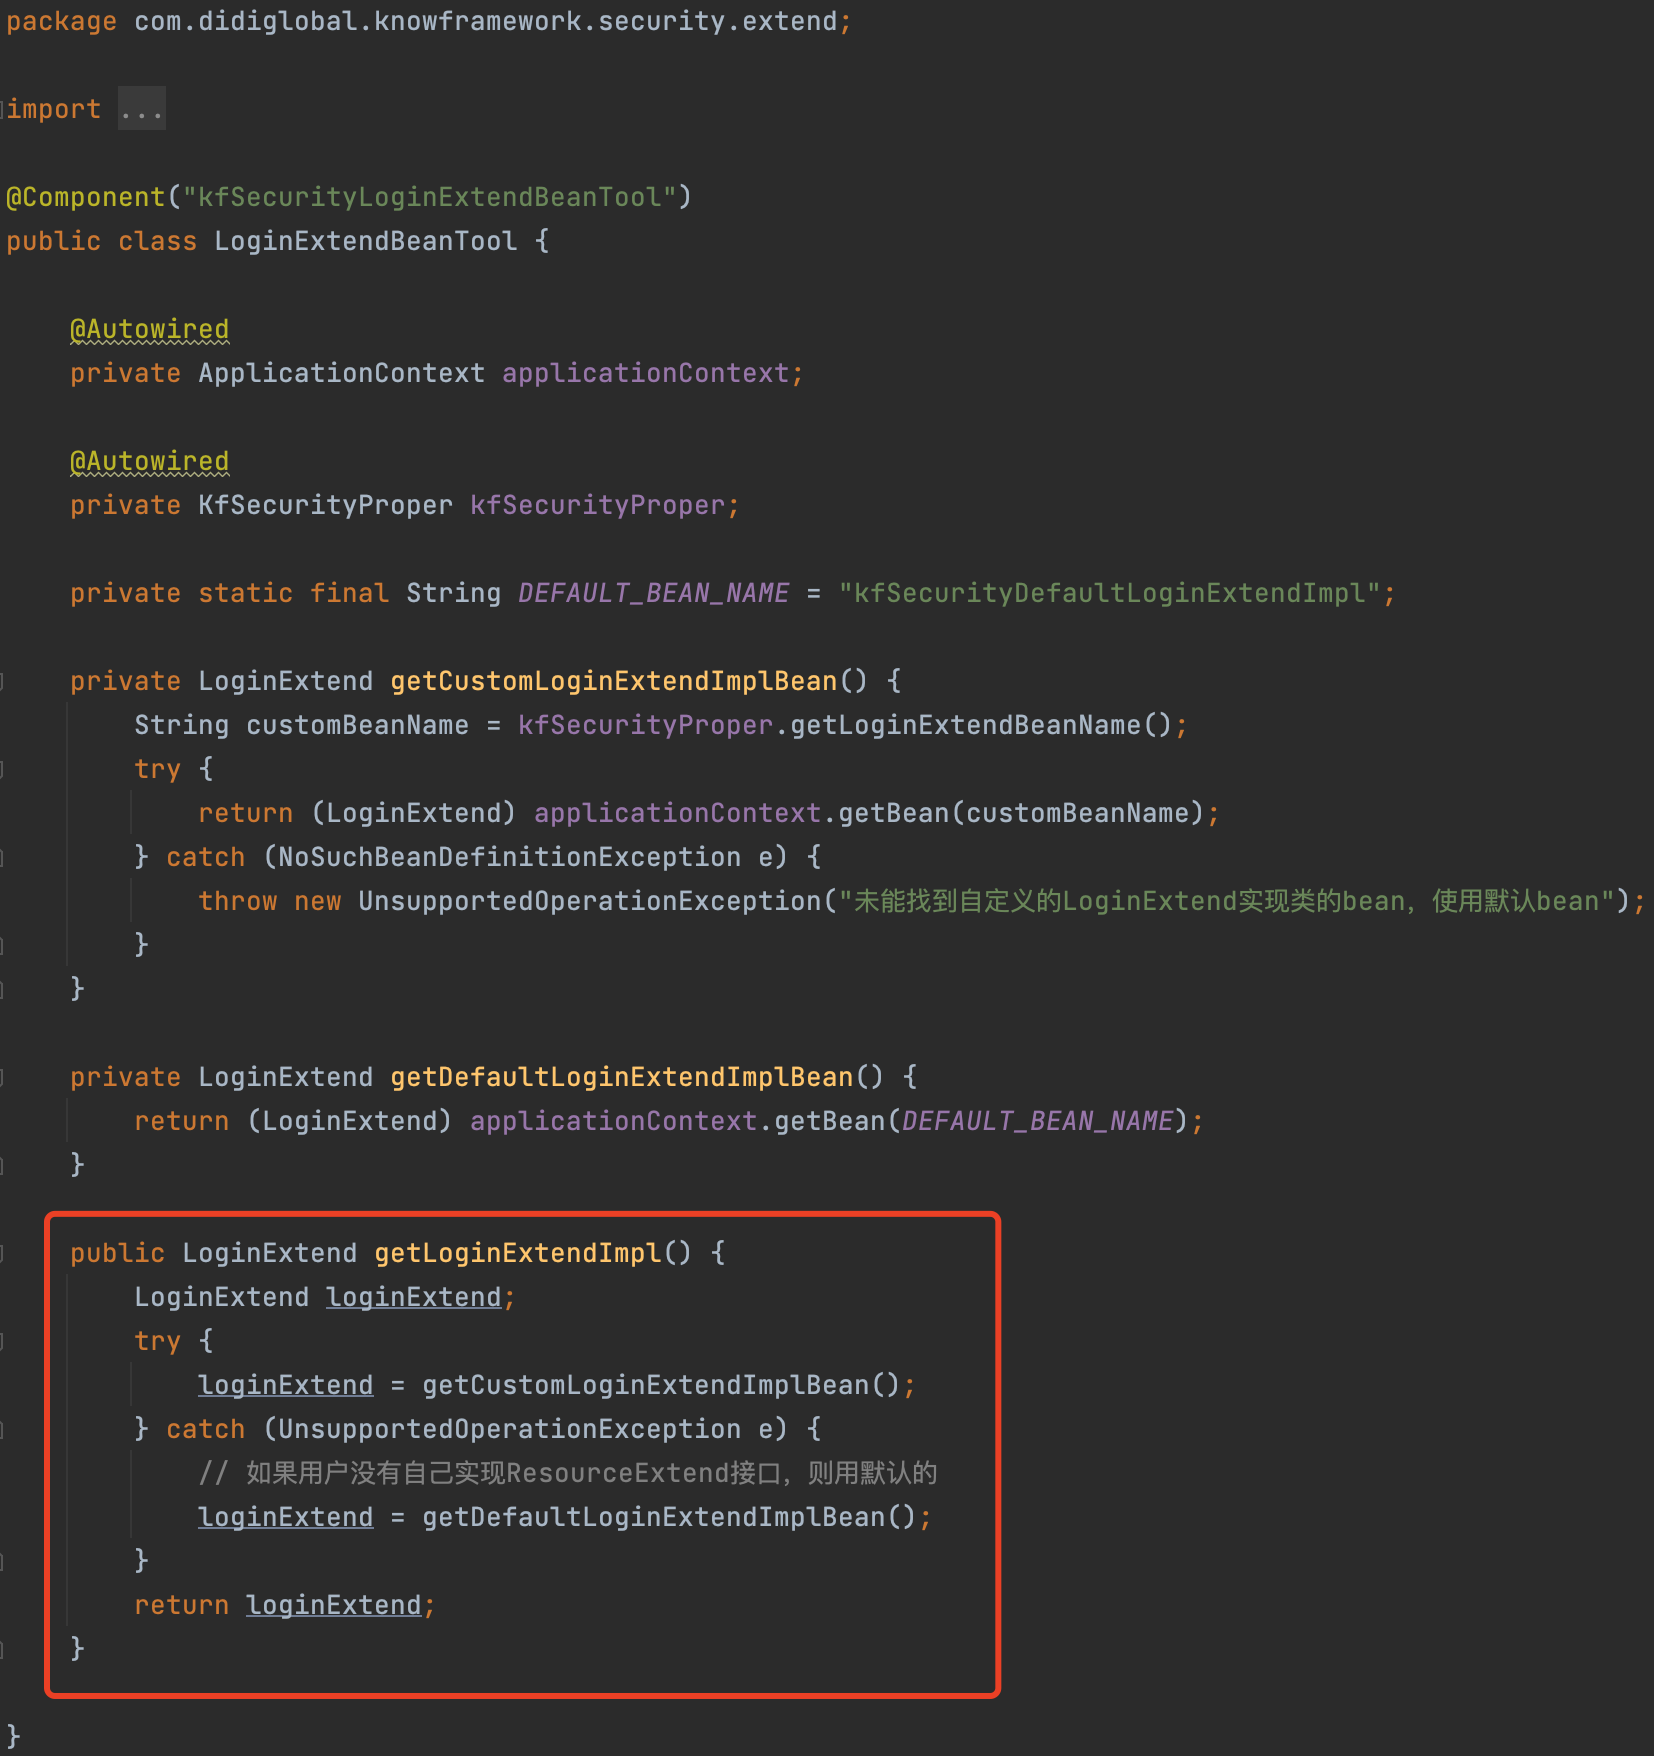 package com.didiglobal.knowframework.security.extend;
import ...
@Component("kfSecurityLoginExtendBeanTool")
public class LoginExtendBeanTool {
@Autowired
private ApplicationContext applicationContext;
@Autowired
private KfSecurityProper kfSecurityProper;
private static final String DEFAULT_BEAN_NAME = "kfSecurityDefaultLoginExtendImpl";
private LoginExtend getCustomLoginExtendImplBean() {
String customBeanName = kfSecurityProper.getLoginExtendBeanName();
try {
return (LoginExtend) applicationContext.getBean(customBeanName);
} catch (NoSuchBeanDefinitionException e) {
throw new UnsupportedOperationException("未能找到自定义的LoginExtend实现类的bean，使用默认bean");
}
}
private LoginExtend getDefaultLoginExtendImplBean() {
return (LoginExtend) applicationContext.getBean(DEFAULT_BEAN_NAME);
}
public LoginExtend getLoginExtendImpl() {
LoginExtend loginExtend;
try {
loginExtend = getCustomLoginExtendImplBean();
} catch (UnsupportedOperationException e) {
// 如果用户没有自己实现ResourceExtend接口，则用默认的
loginExtend = getDefaultLoginExtendImplBean();
}
return loginExtend;
}
}